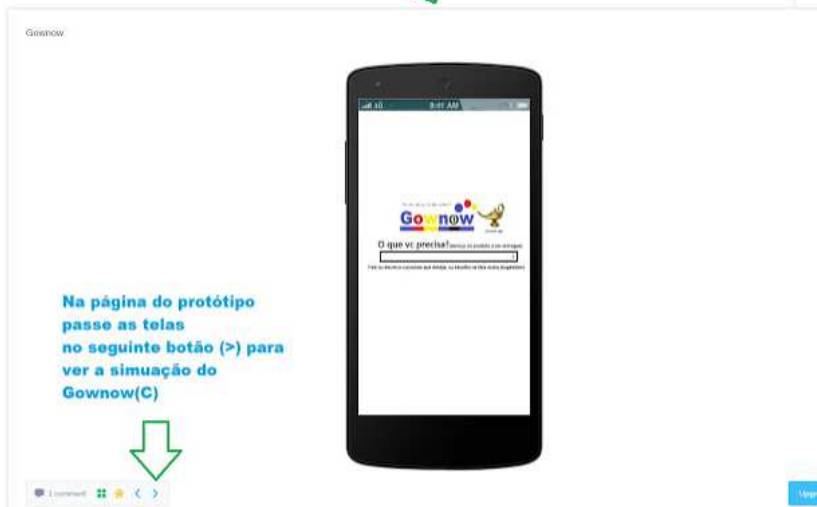 Gownow
3G 9:41 AM
Gownow
O que vc precisa?
Na página do protótipo
passe as telas
no seguinte botão (>) para
ver a simuação do
Gownow(C)
1 comment